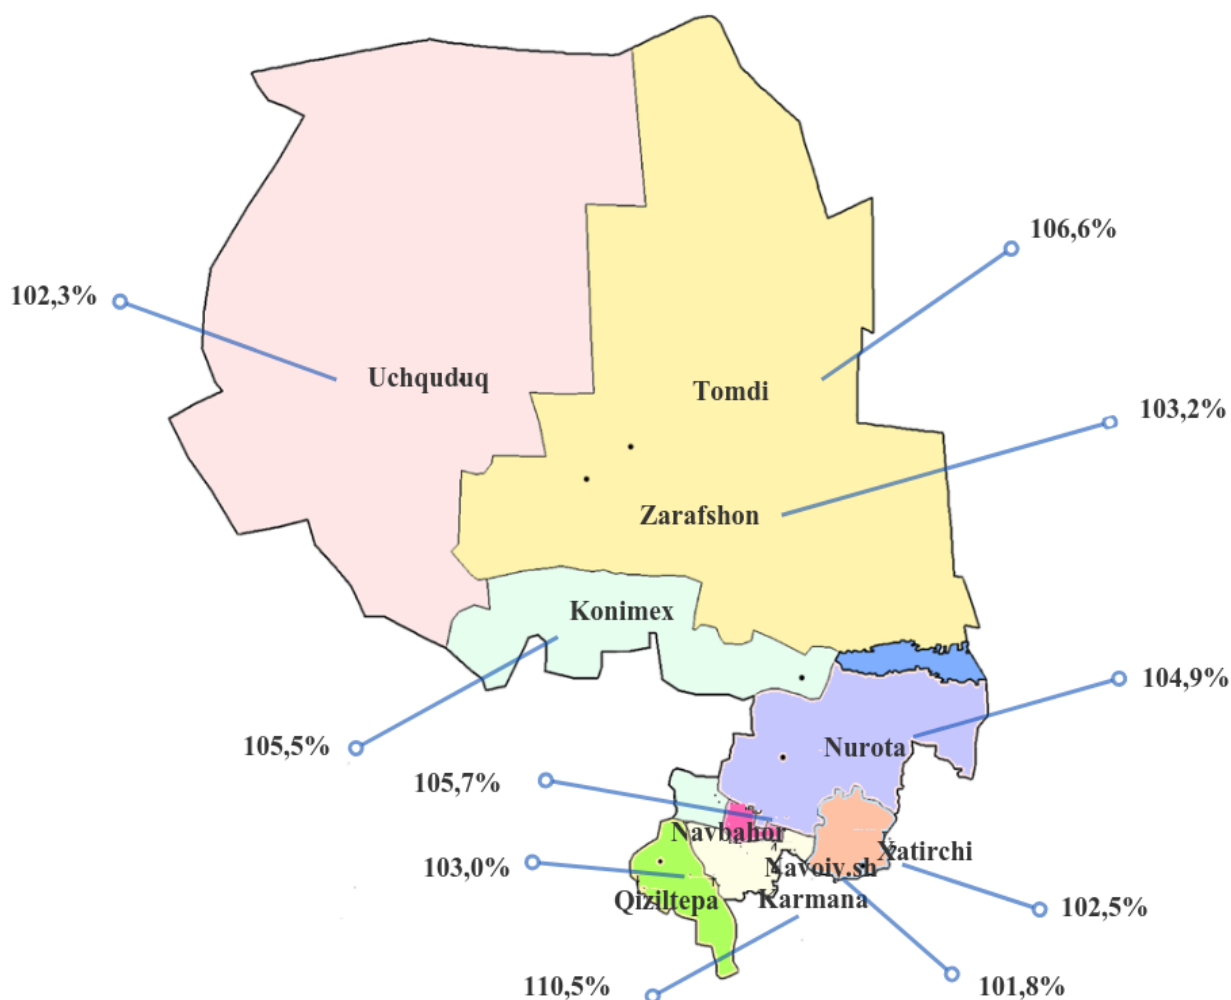 106,6%
102,3%
Uchquduq
Tomdi
103,2%
Zarafshon
Konimex
104,9%
105,5%
Nurota
105,7%
Navbahor
Xatirchi
103,0%
Navoiy.sh
Qiziltepa
Karmana
102,5%
110,5%
101,8%